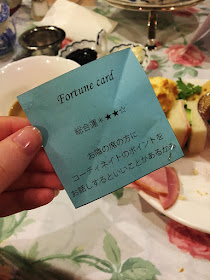 Fortune card
総合運★★★☆
お隣の席の方に
コーディネイトのポイントを
お話しするといいことがあるかも!